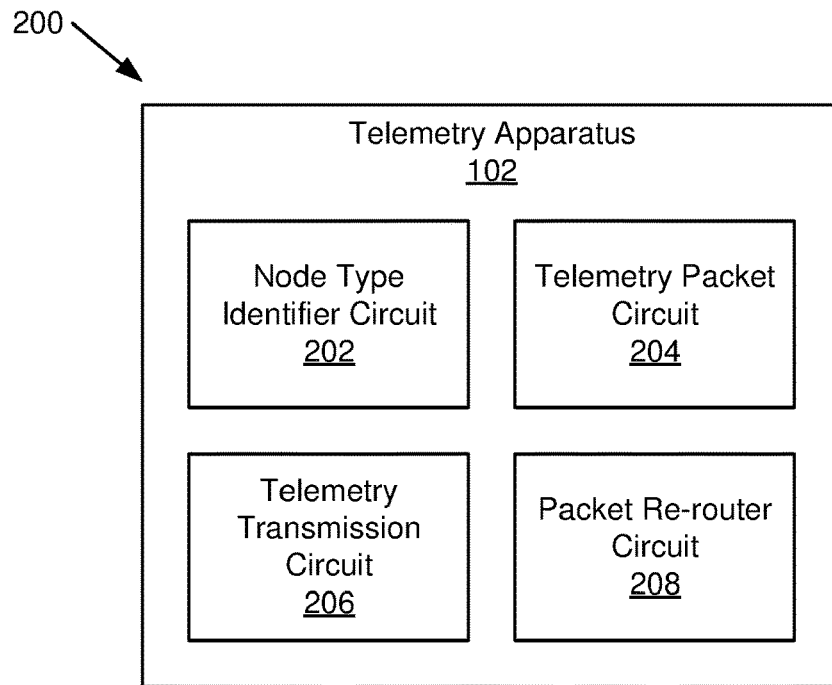 200
Telemetry Apparatus
102
Node Type
Identifier Circuit
202
Telemetry Packet
Circuit
204
Telemetry
Transmission
Circuit
206
Packet Re-router
Circuit
208